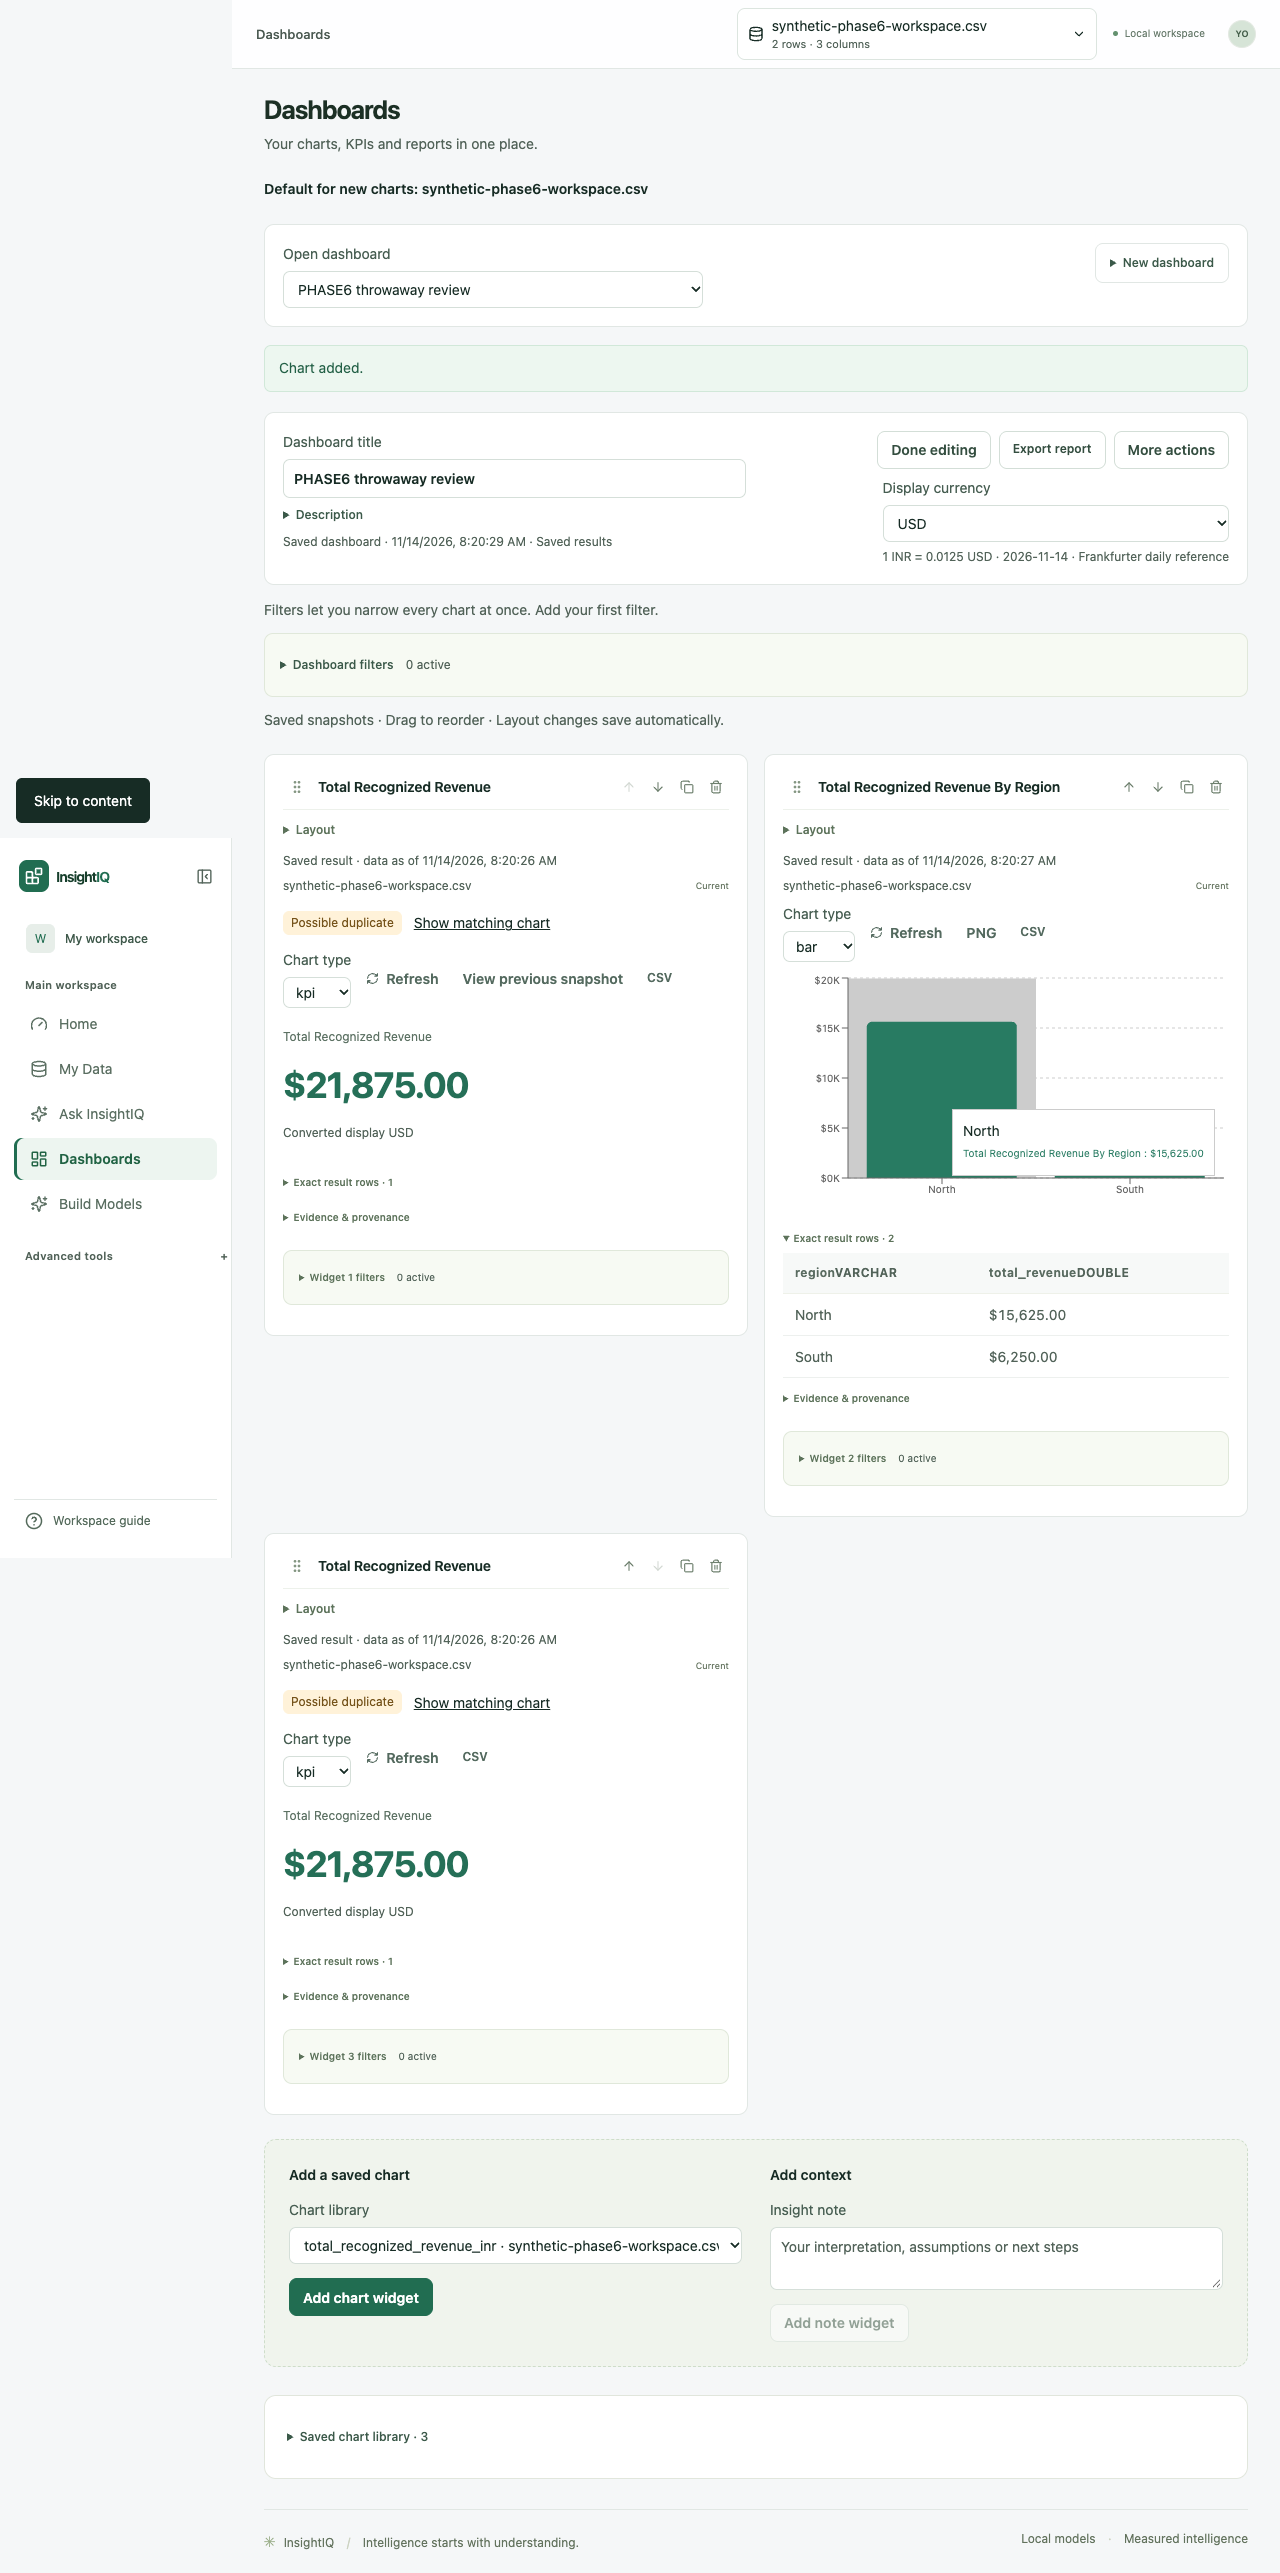 Dashboards
synthetic-phase6-workspace.csv
2 rows · 3 columns
Local workspace
YO
Dashboards
Your charts, KPIs and reports in one place.
Default for new charts: synthetic-phase6-workspace.csv
Open dashboard
New dashboard
PHASE6 throwaway review
Chart added.
Dashboard title
Done editing
Export report
More actions
PHASE6 throwaway review
Display currency
USD
Description
Saved dashboard · 11/14/2026, 8:20:29 AM · Saved results
1 INR = 0.0125 USD · 2026-11-14 · Frankfurter daily reference
Filters let you narrow every chart at once. Add your first filter.
Dashboard filters 0 active
Saved snapshots · Drag to reorder · Layout changes save automatically.
Skip to content
InsightIQ
W My workspace
Main workspace
Home
My Data
Ask InsightIQ
Dashboards
Build Models
Advanced tools +
Workspace guide
Total Recognized Revenue
Layout
Saved result · data as of 11/14/2026, 8:20:26 AM
synthetic-phase6-workspace.csv Current
Possible duplicate Show matching chart
Chart type
kpi Refresh View previous snapshot CSV
Total Recognized Revenue
$21,875.00
Converted display USD
Exact result rows · 1
Evidence & provenance
Widget 1 filters 0 active
Total Recognized Revenue By Region
Layout
Saved result · data as of 11/14/2026, 8:20:27 AM
synthetic-phase6-workspace.csv Current
Chart type
bar Refresh PNG CSV
$20K
$15K
$10K
$5K
$0K
North
Total Recognized Revenue By Region : $15,625.00
North South
Exact result rows · 2
regionVARCHAR total_revenueDOUBLE
North $15,625.00
South $6,250.00
Evidence & provenance
Widget 2 filters 0 active
Total Recognized Revenue
Layout
Saved result · data as of 11/14/2026, 8:20:26 AM
synthetic-phase6-workspace.csv Current
Possible duplicate Show matching chart
Chart type
kpi Refresh CSV
Total Recognized Revenue
$21,875.00
Converted display USD
Exact result rows · 1
Evidence & provenance
Widget 3 filters 0 active
Add a saved chart
Chart library
total_recognized_revenue_inr · synthetic-phase6-workspace.csv
Add chart widget
Add context
Insight note
Your interpretation, assumptions or next steps
Add note widget
Saved chart library · 3
InsightIQ / Intelligence starts with understanding.
Local models · Measured intelligence